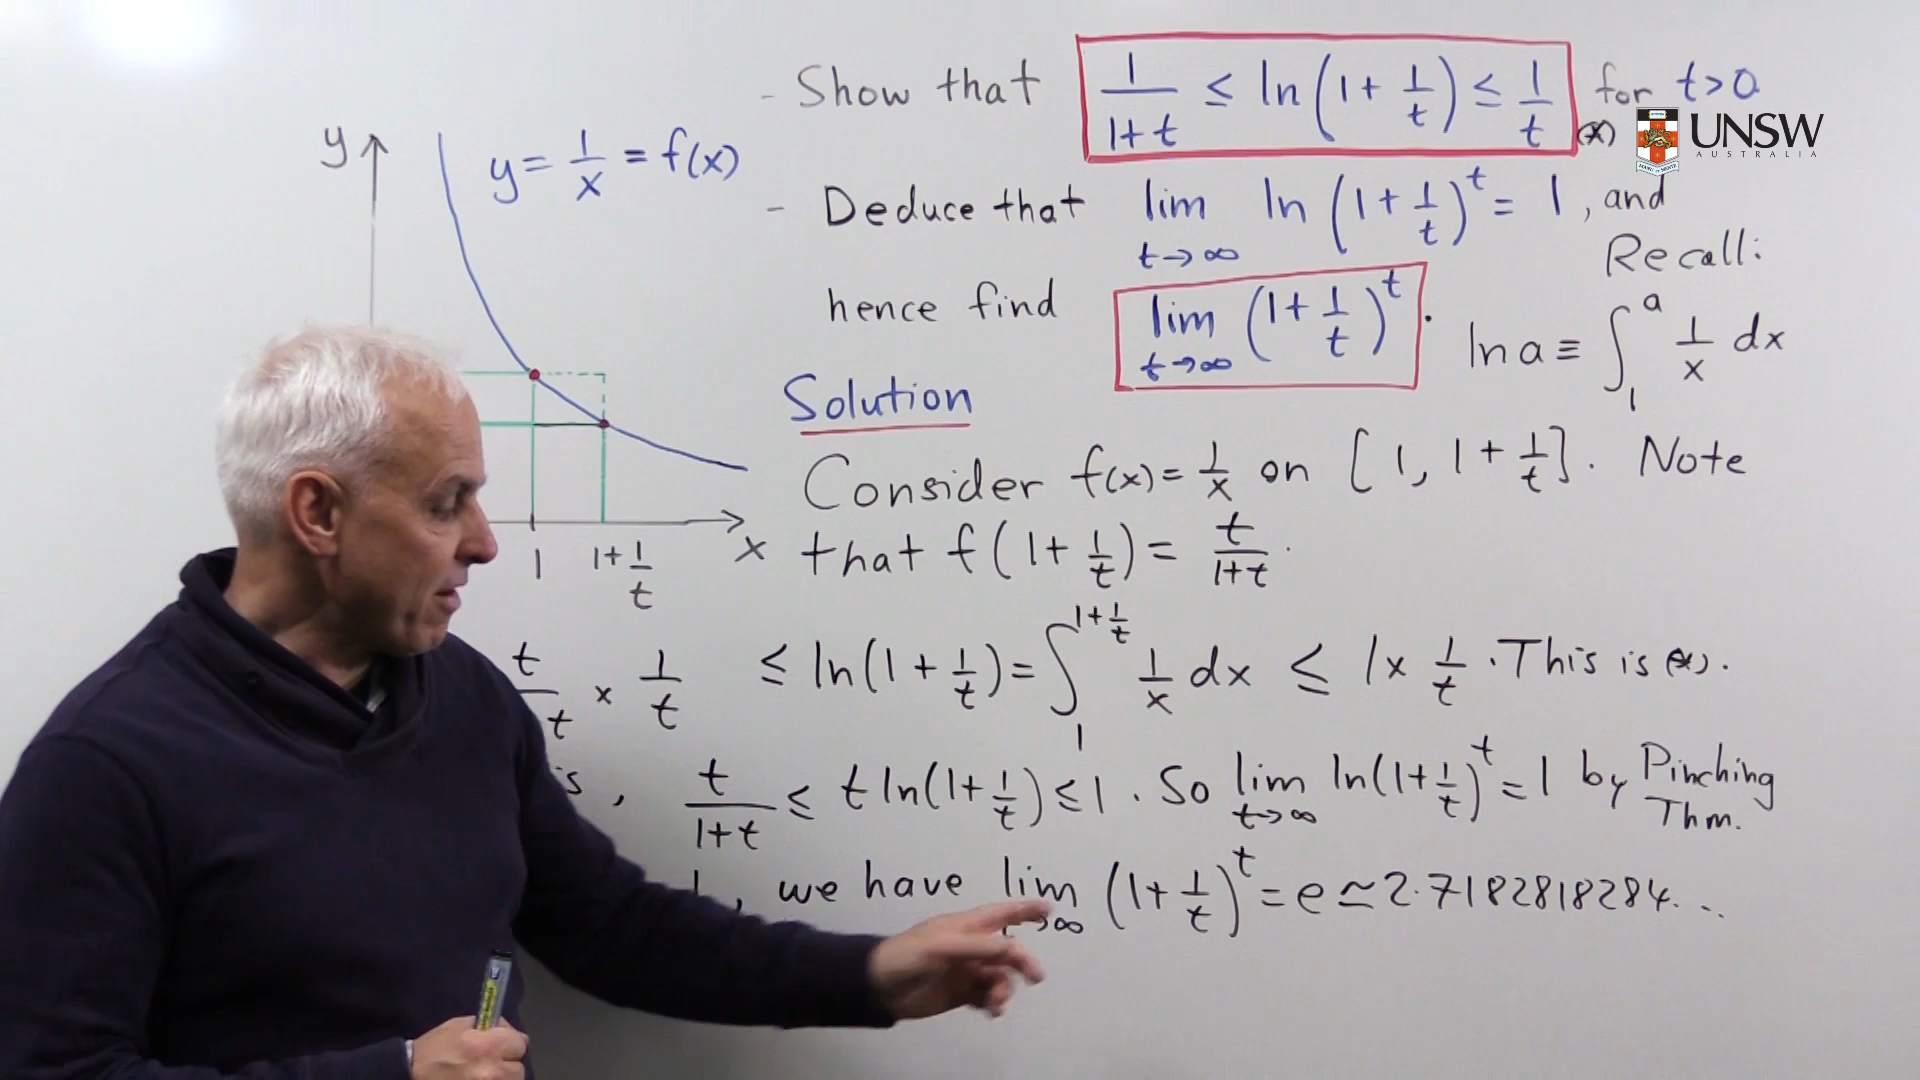 - Show that 1/(1+t) ≤ ln(1 + 1/t) ≤ 1/t for t>0
(*)
UNSW
AUSTRALIA
- Deduce that lim t→∞ ln(1 + 1/t)^t = 1, and
hence find lim t→∞ (1 + 1/t)^t.
Recall:
ln a ≡ ∫_1^a 1/x dx
y
y = 1/x = f(x)
1
1 + 1/t
x
Solution
Consider f(x) = 1/x on [1, 1 + 1/t]. Note
that f(1 + 1/t) = t/(1+t).
t/t × 1/t ≤ ln(1 + 1/t) = ∫_1^{1+1/t} 1/x dx ≤ 1 × 1/t. This is (*).
s, t/(1+t) ≤ t ln(1 + 1/t) ≤ 1. So lim t→∞ ln(1 + 1/t)^t = 1 by Pinching Thm.
, we have lim t→∞ (1 + 1/t)^t = e ≃ 2.7182818284...